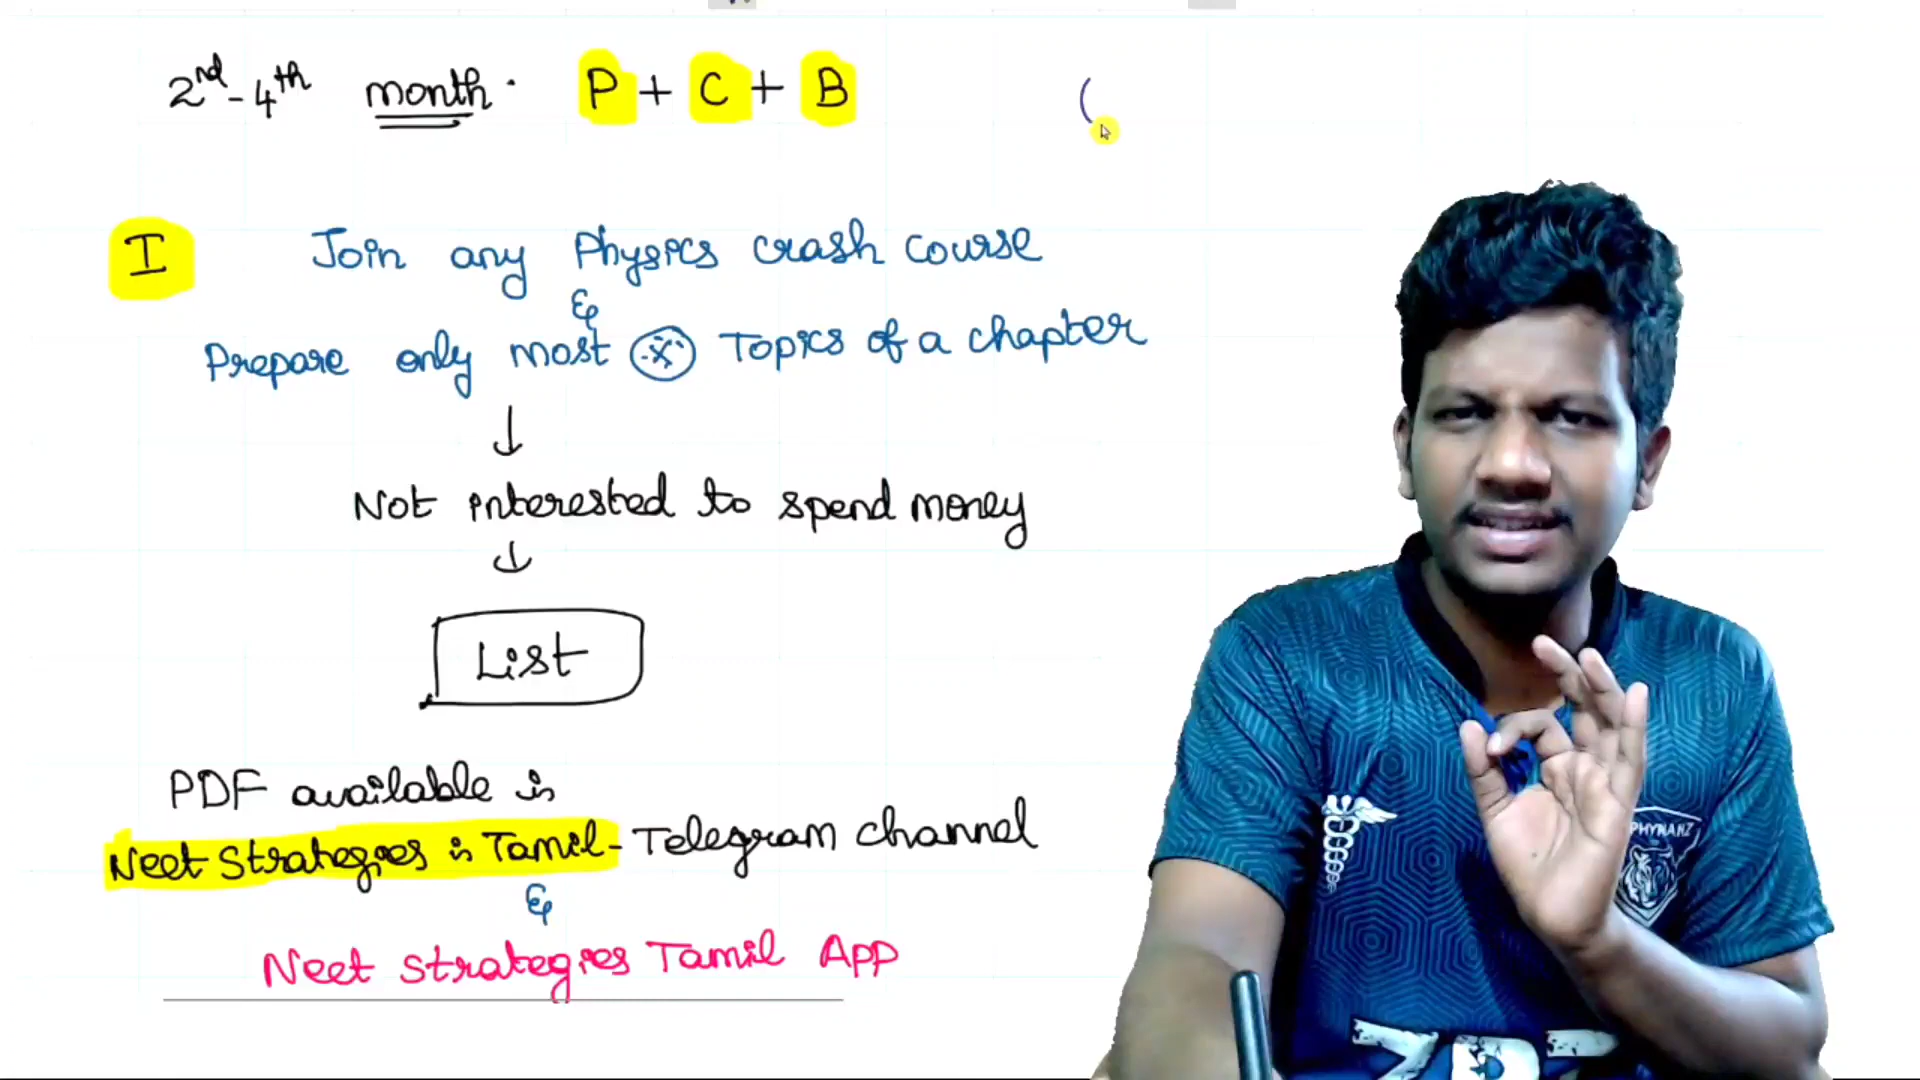 2nd - 4th month. P + C + B (
I Join any Physics crash course
&
Prepare only most * Topics of a chapter
↓
Not interested to spend money
↓
List
PDF available in
Neet Strategies in Tamil - Telegram channel
&
Neet strategies Tamil App
PHYNANZ